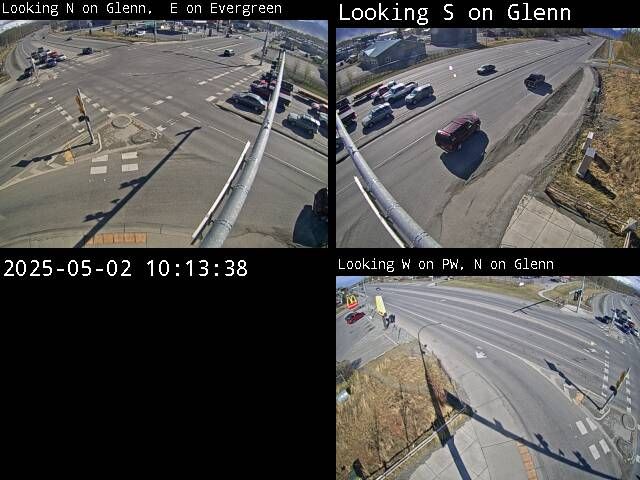 Looking N on Glenn,  E on Evergreen
Looking S on Glenn
2025-05-02 10:13:38
Looking W on PW, N on Glenn